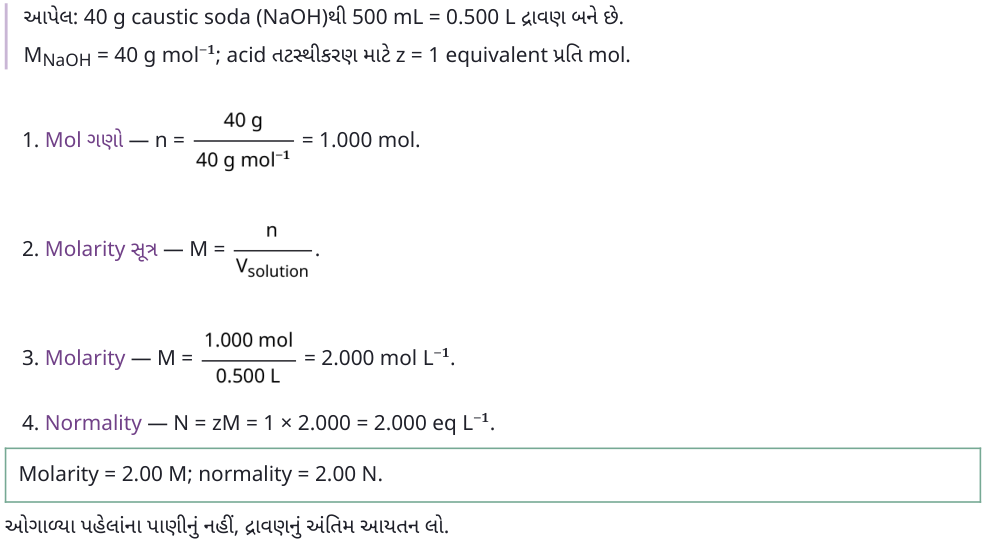 આપેલ: 40 g caustic soda (NaOH)થી 500 mL = 0.500 L દ્રાવણ બને છે.
M_NaOH = 40 g mol⁻¹; acid તટસ્થીકરણ માટે z = 1 equivalent પ્રતિ mol.
1. Mol ગણો — n = 40 g / 40 g mol⁻¹ = 1.000 mol.
2. Molarity સૂત્ર — M = n / V_solution.
3. Molarity — M = 1.000 mol / 0.500 L = 2.000 mol L⁻¹.
4. Normality — N = zM = 1 × 2.000 = 2.000 eq L⁻¹.
Molarity = 2.00 M; normality = 2.00 N.
ઓગાળ્યા પહેલાંના પાણીનું નહીં, દ્રાવણનું અંતિમ આયતન લો.